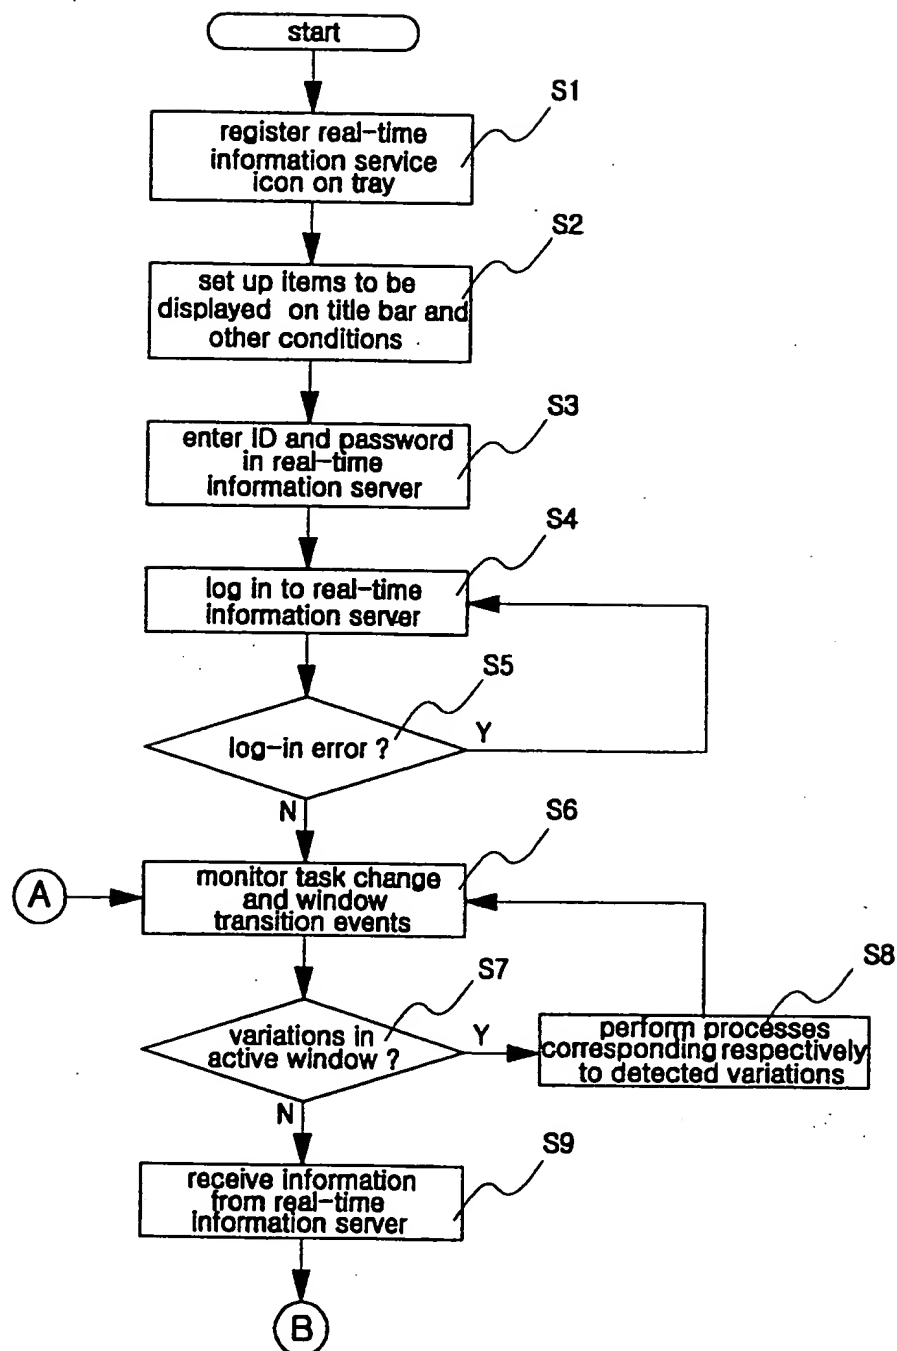 start
S1
register real-time
information service
icon on tray
S2
set up items to be
displayed on title bar and
other conditions
S3
enter ID and password
in real-time
information server
S4
log in to real-time
information server
S5
log-in error ?
Y
N
S6
A
monitor task change
and window
transition events
S7
S8
variations in
active window ?
Y
perform processes
corresponding respectively
to detected variations
N
S9
receive information
from real-time
information server
B